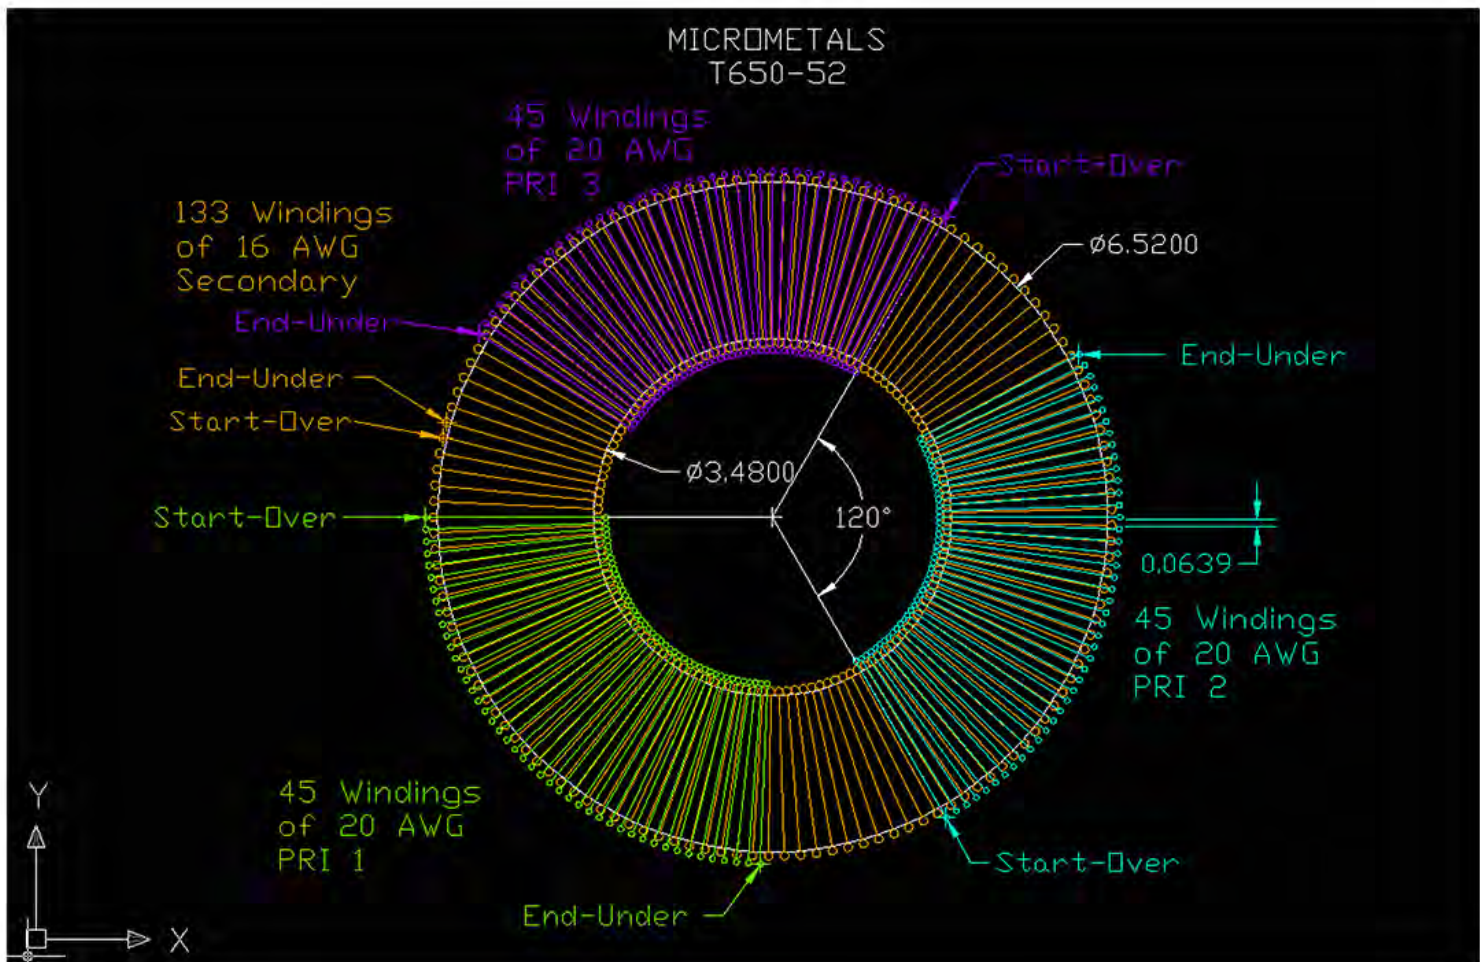 MICROMETALS
T650-52
45 Windings
of 20 AWG
PRI 3
Start-Over
133 Windings
of 16 AWG
Secondary
Ø6.5200
End-Under
End-Under
End-Under
Start-Over
Ø3.4800
Start-Over
120°
0.0639
45 Windings
of 20 AWG
PRI 2
45 Windings
of 20 AWG
PRI 1
Start-Over
End-Under
Y
X